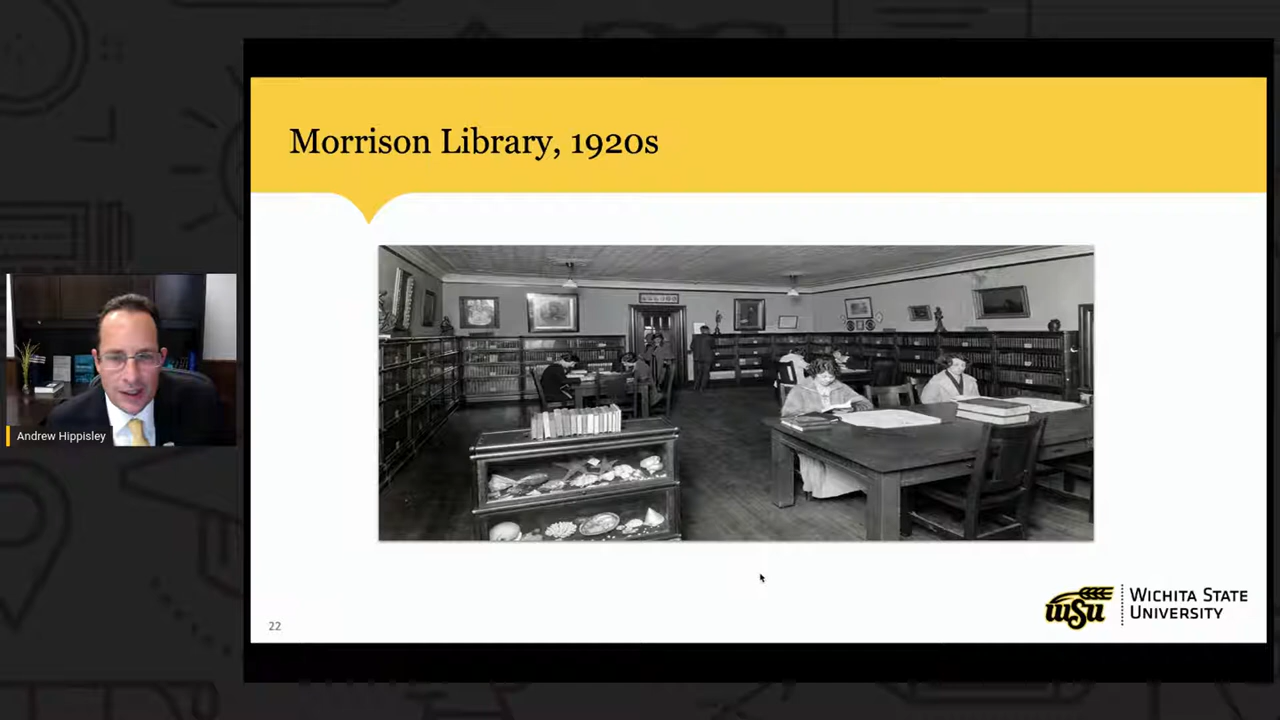 Morrison Library, 1920s
Andrew Hippisley
22
WSU
WICHITA STATE
UNIVERSITY